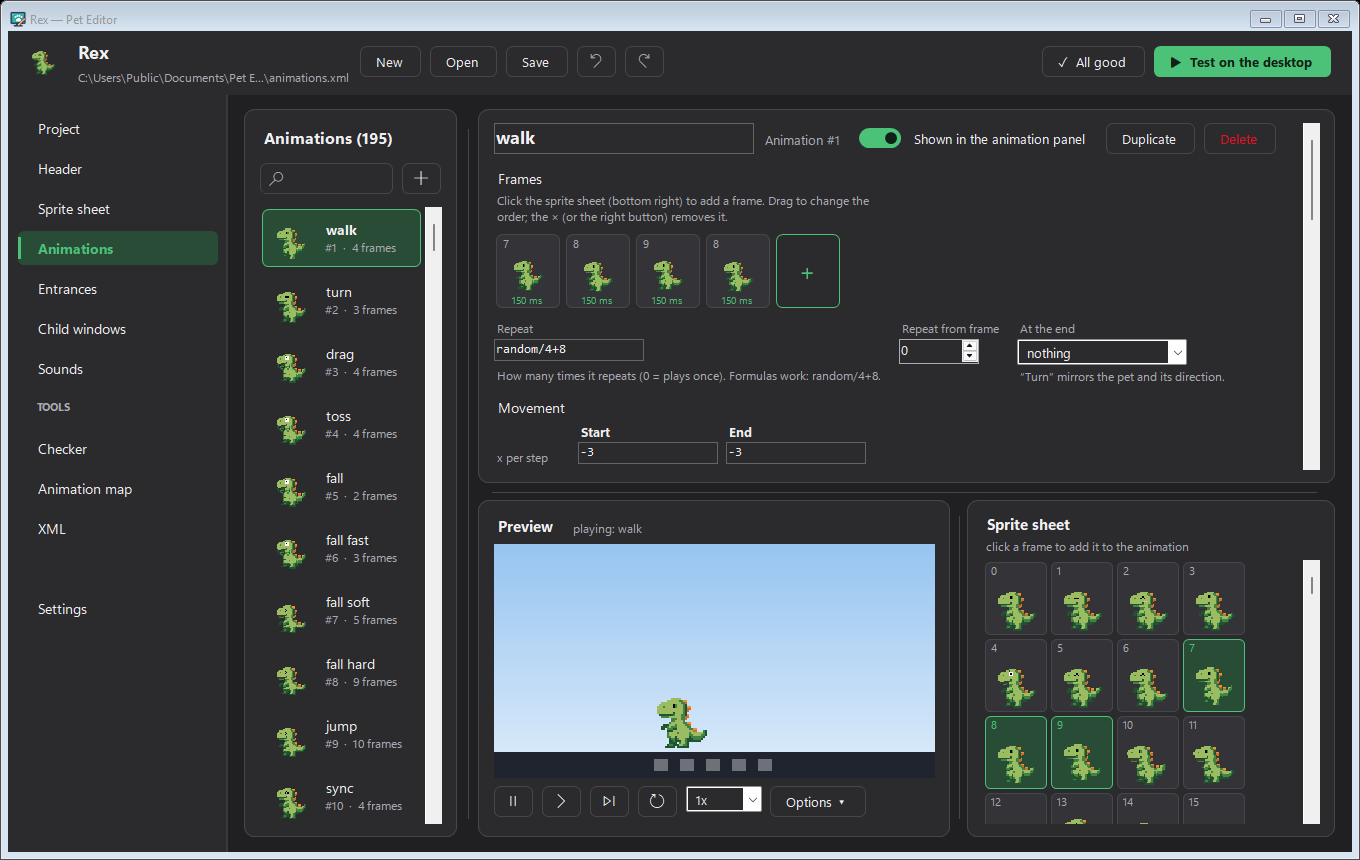 Rex — Pet Editor
Rex
C:\Users\Public\Documents\Pet E...\animations.xml
New
Open
Save
✓ All good
▶ Test on the desktop
Project
Header
Sprite sheet
Animations
Entrances
Child windows
Sounds
TOOLS
Checker
Animation map
XML
Settings
Animations (195)
+
walk
#1 · 4 frames
turn
#2 · 3 frames
drag
#3 · 4 frames
toss
#4 · 4 frames
fall
#5 · 2 frames
fall fast
#6 · 3 frames
fall soft
#7 · 5 frames
fall hard
#8 · 9 frames
jump
#9 · 10 frames
sync
#10 · 4 frames
walk
Animation #1
Shown in the animation panel
Duplicate
Delete
Frames
Click the sprite sheet (bottom right) to add a frame. Drag to change the
order; the × (or the right button) removes it.
7 8 9 8
+
150 ms 150 ms 150 ms 150 ms
Repeat
random/4+8
How many times it repeats (0 = plays once). Formulas work: random/4+8.
Repeat from frame
0
At the end
nothing
"Turn" mirrors the pet and its direction.
Movement
Start End
x per step -3 -3
Preview
playing: walk
1x
Options ▾
Sprite sheet
click a frame to add it to the animation
0 1 2 3
4 5 6 7
8 9 10 11
12 13 14 15